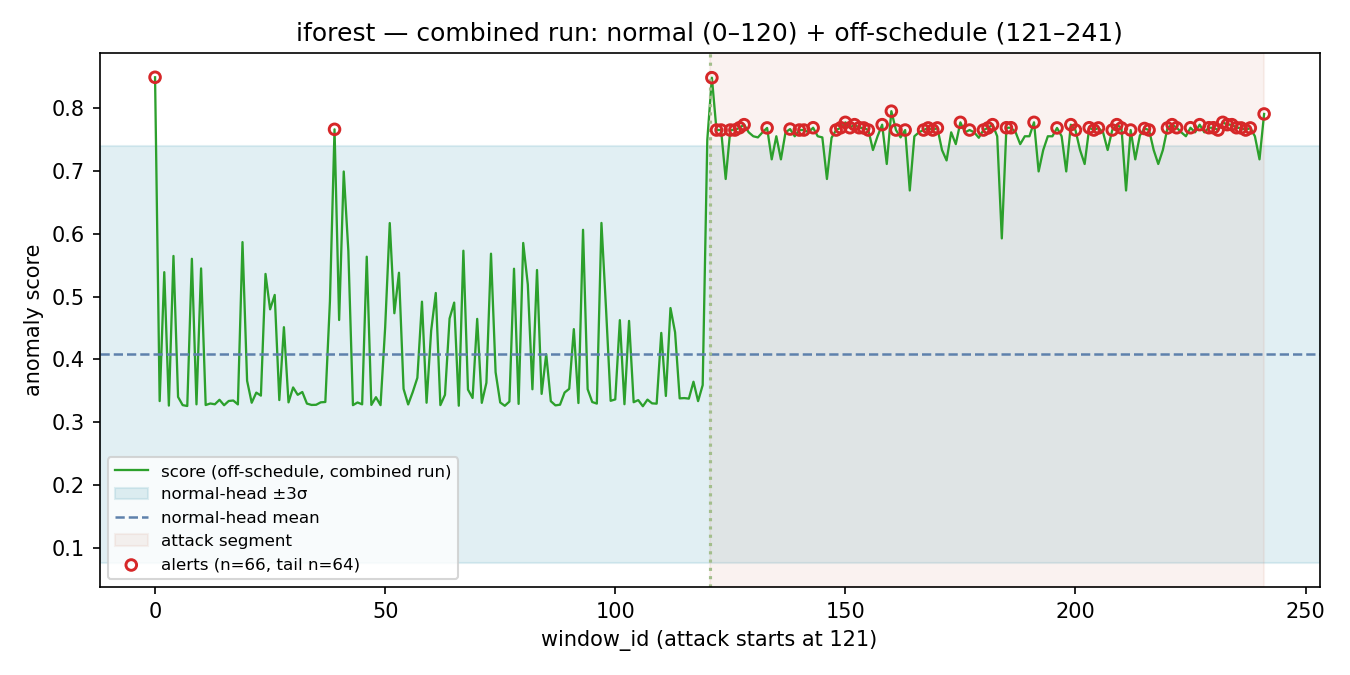 iforest — combined run: normal (0–120) + off-schedule (121–241)
anomaly score
0.8
0.7
0.6
0.5
0.4
0.3
0.2
0.1
score (off-schedule, combined run)
normal-head ±3σ
normal-head mean
attack segment
alerts (n=66, tail n=64)
0 50 100 150 200 250
window_id (attack starts at 121)